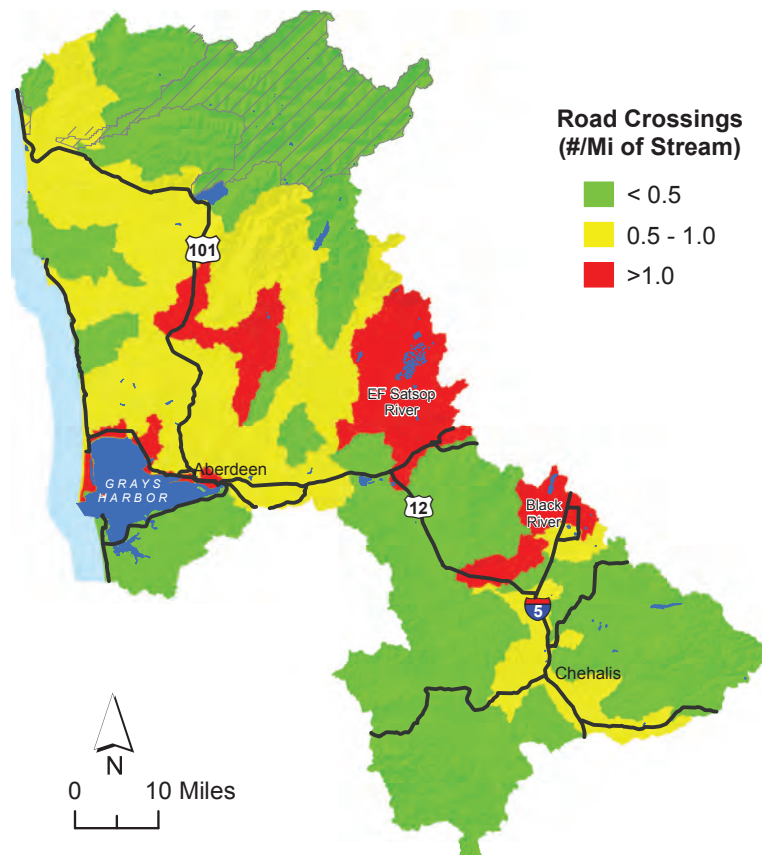 Road Crossings
(#/Mi of Stream)
< 0.5
0.5 - 1.0
>1.0
101
EF Satsop
River
Aberdeen
GRAYS
HARBOR
12
Black
River
5
Chehalis
N
0 10 Miles